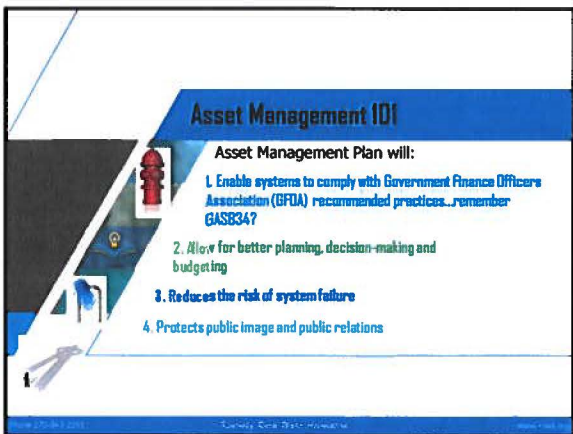 Asset Management 101
Asset Management Plan will:
1. Enable systems to comply with Government Finance Officers
Association (GFOA) recommended practices...remember
GASB34?
2. Allow for better planning, decision-making and
budgeting
3. Reduces the risk of system failure
4. Protects public image and public relations